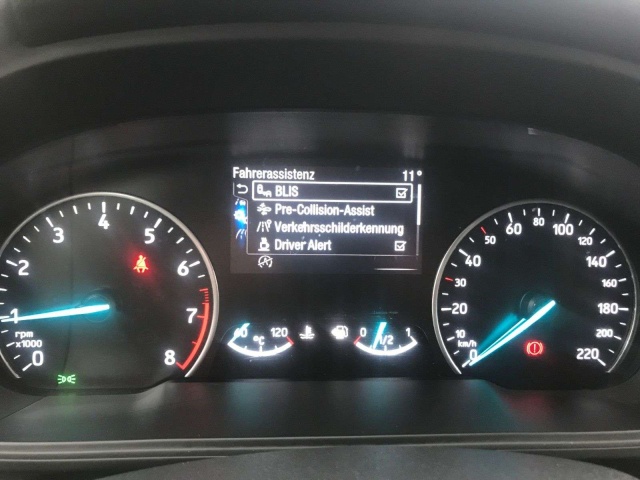 Fahrerassistenz 11°
BLIS
Pre-Collision-Assist
Verkehrsschilderkennung
Driver Alert
0 1 2 3 4 5 6 7 8
rpm
x1000
60 °C 120
0 1/2 1
0 10 20 30 40 50 60 80 100 120 140 160 180 200 220
km/h